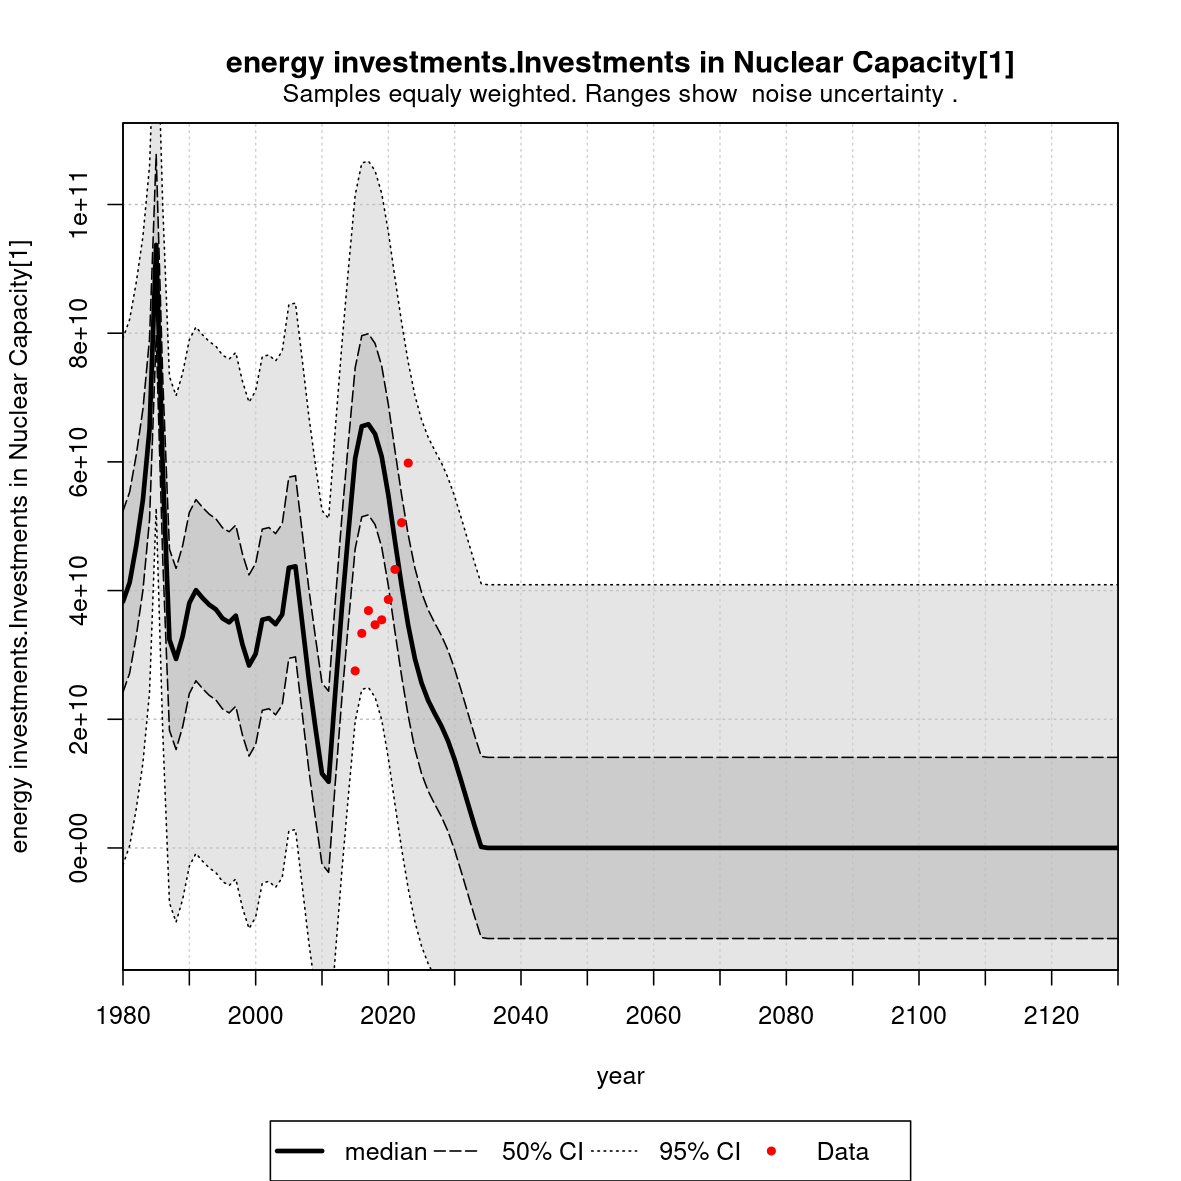 energy investments.Investments in Nuclear Capacity[1]
Samples equaly weighted. Ranges show  noise uncertainty .
energy investments.Investments in Nuclear Capacity[1]
1e+11
8e+10
6e+10
4e+10
2e+10
0e+00
1980 2000 2020 2040 2060 2080 2100 2120
year
median 50% CI 95% CI Data